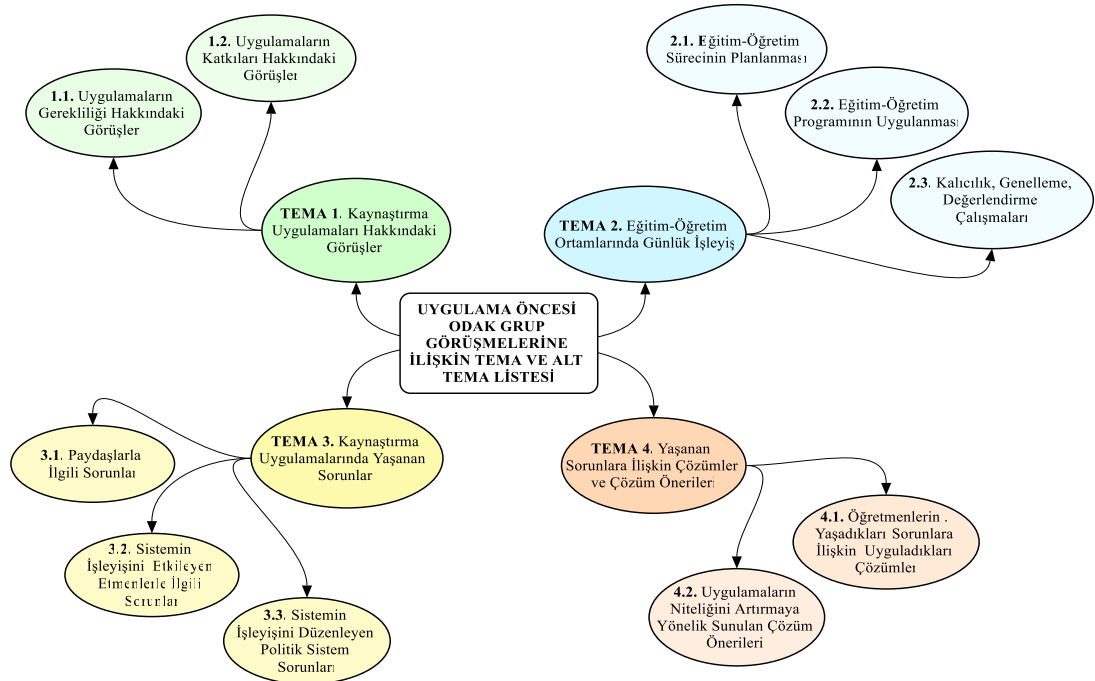 1.2. Uygulamaların
Katkıları Hakkındaki
Görüşler
1.1. Uygulamaların
Gerekliliği Hakkındaki
Görüşler
TEMA 1. Kaynaştırma
Uygulamaları Hakkındaki
Görüşler
2.1. Eğitim-Öğretim
Sürecinin Planlanması
2.2. Eğitim-Öğretim
Programının Uygulanması
2.3. Kalıcılık, Genelleme,
Değerlendirme
Çalışmaları
TEMA 2. Eğitim-Öğretim
Ortamlarında Günlük İşleyiş
UYGULAMA ÖNCESİ
ODAK GRUP
GÖRÜŞMELERİNE
İLİŞKİN TEMA VE ALT
TEMA LİSTESİ
TEMA 3. Kaynaştırma
Uygulamalarında Yaşanan
Sorunlar
3.1. Paydaşlarla
İlgili Sorunlar
3.2. Sistemin
İşleyişini Etkileyen
Etmenlerle İlgili
Sorunlar
3.3. Sistemin
İşleyişini Düzenleyen
Politik Sistem
Sorunları
TEMA 4. Yaşanan
Sorunlara İlişkin Çözümler
ve Çözüm Önerileri
4.1. Öğretmenlerin .
Yaşadıkları Sorunlara
İlişkin Uyguladıkları
Çözümler
4.2. Uygulamaların
Niteliğini Artırmaya
Yönelik Sunulan Çözüm
Önerileri